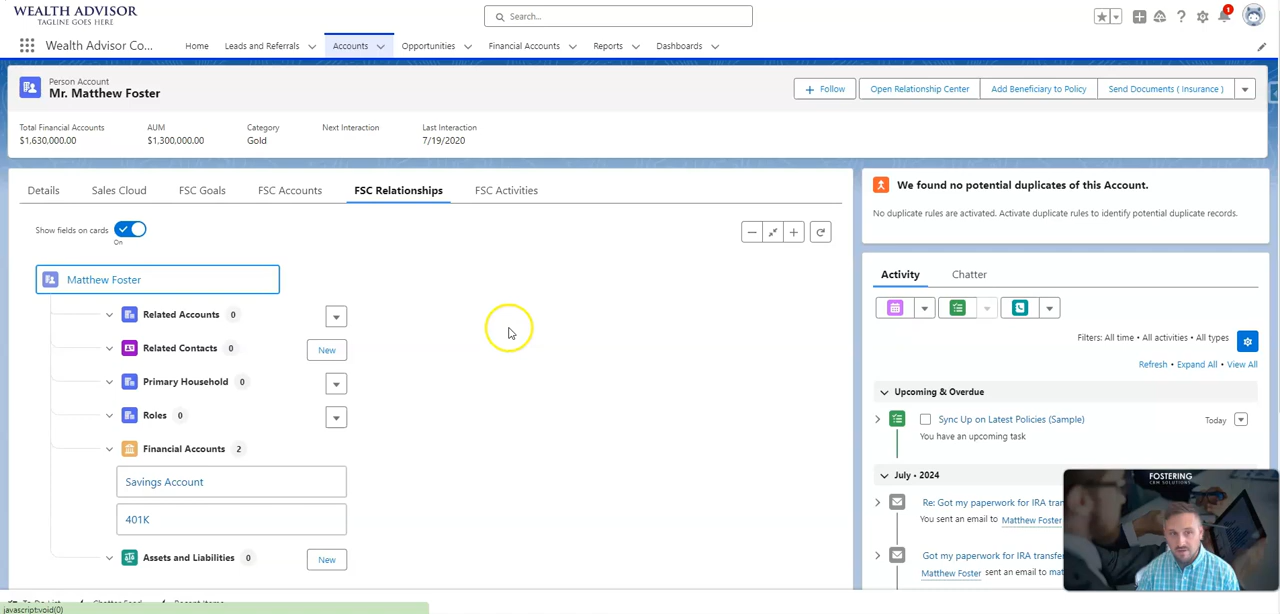 WEALTH ADVISOR
TAGLINE GOES HERE
Search...
1
Wealth Advisor Co...
Home
Leads and Referrals
Accounts
Opportunities
Financial Accounts
Reports
Dashboards
Person Account
Mr. Matthew Foster
Follow
Open Relationship Center
Add Beneficiary to Policy
Send Documents ( Insurance )
Total Financial Accounts
AUM
Category
Next Interaction
Last Interaction
$1,630,000.00
$1,300,000.00
Gold
7/19/2020
Details
Sales Cloud
FSC Goals
FSC Accounts
FSC Relationships
FSC Activities
Show fields on cards
On
Matthew Foster
Related Accounts 0
Related Contacts 0
New
Primary Household 0
Roles 0
Financial Accounts 2
Savings Account
401K
Assets and Liabilities 0
New
We found no potential duplicates of this Account.
No duplicate rules are activated. Activate duplicate rules to identify potential duplicate records.
Activity
Chatter
Filters: All time • All activities • All types
Refresh • Expand All • View All
Upcoming & Overdue
Sync Up on Latest Policies (Sample)
Today
You have an upcoming task
July • 2024
Re: Got my paperwork for IRA tran
You sent an email to Matthew Foster
Got my paperwork for IRA transfe
Matthew Foster sent an email to mat
FOSTERING
CRM SOLUTIONS
javascript:void(0)